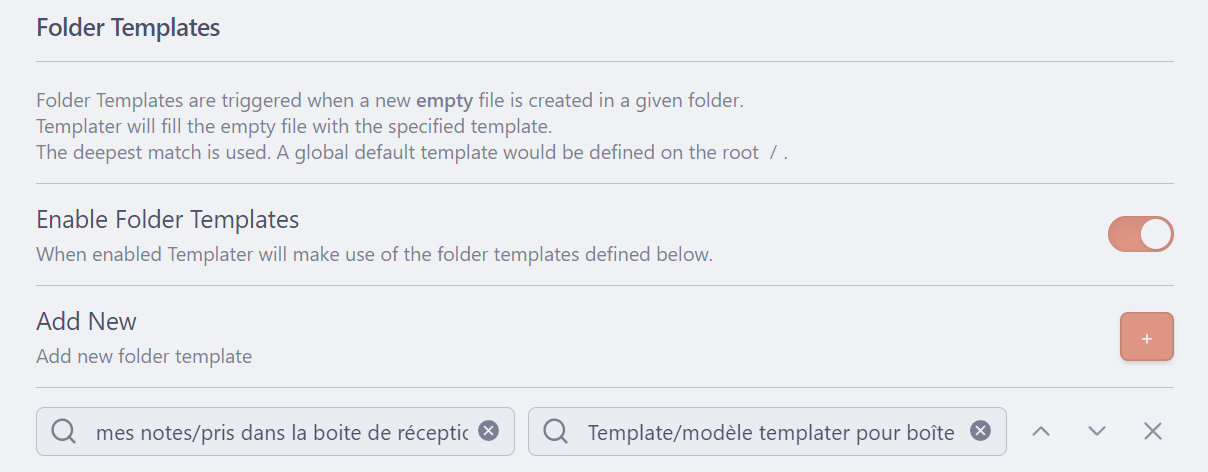 Folder Templates
Folder Templates are triggered when a new empty file is created in a given folder.
Templater will fill the empty file with the specified template.
The deepest match is used. A global default template would be defined on the root / .
Enable Folder Templates
When enabled Templater will make use of the folder templates defined below.
Add New
Add new folder template
+
mes notes/pris dans la boite de réceptic
Template/modèle templater pour boîte